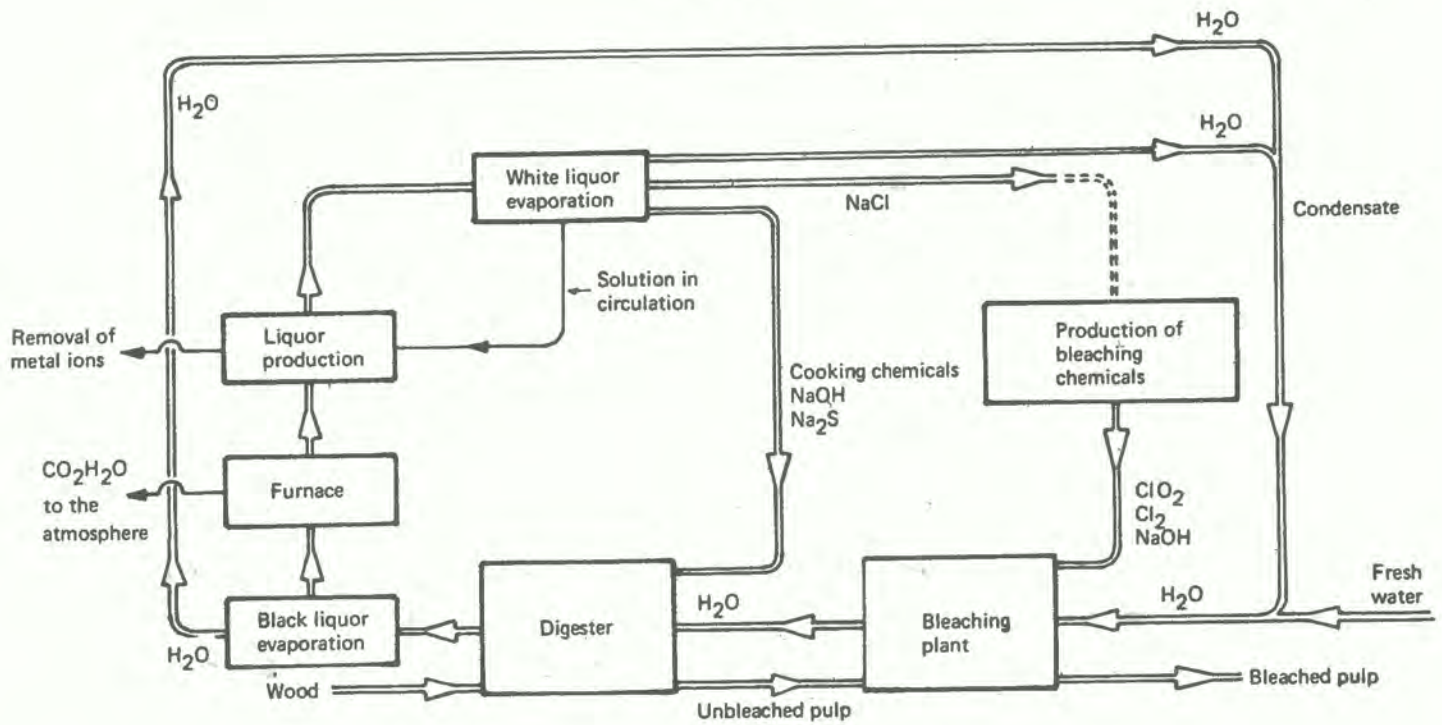 H2O
H2O
H2O
White liquor
evaporation
NaCl
Condensate
Solution in
circulation
Removal of
metal ions
Liquor
production
Production of
bleaching
chemicals
Cooking chemicals
NaOH
Na2S
CO2H2O
to the
atmosphere
Furnace
ClO2
Cl2
NaOH
Fresh
water
H2O
H2O
H2O
Black liquor
evaporation
Digester
Bleaching
plant
Wood
Unbleached pulp
Bleached pulp